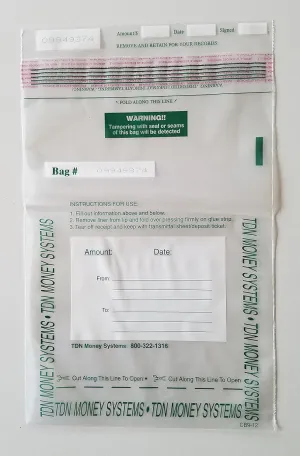 Amount $ Date Signed
REMOVE AND RETAIN FOR YOUR RECORDS
• FOLD ALONG THIS LINE •
WARNING!!
Tampering with seal or seams
of this bag will be detected
Bag #
INSTRUCTIONS FOR USE:
1. Fill out information above and below.
2. Remove liner from lip and fold over pressing firmly on glue strip.
3. Tear off receipt and keep with transmittal sheet/deposit ticket.
Amount: Date:
From:
To:
TDN Money Systems 800-322-1316
Cut Along This Line To Open • Cut Along This Line To Open
TDN MONEY SYSTEMS • TDN MONEY SYSTEMS
TDN MONEY SYSTEMS • TDN MONEY SYSTEMS
TDN MONEY SYSTEMS • TDN MONEY SYSTEMS